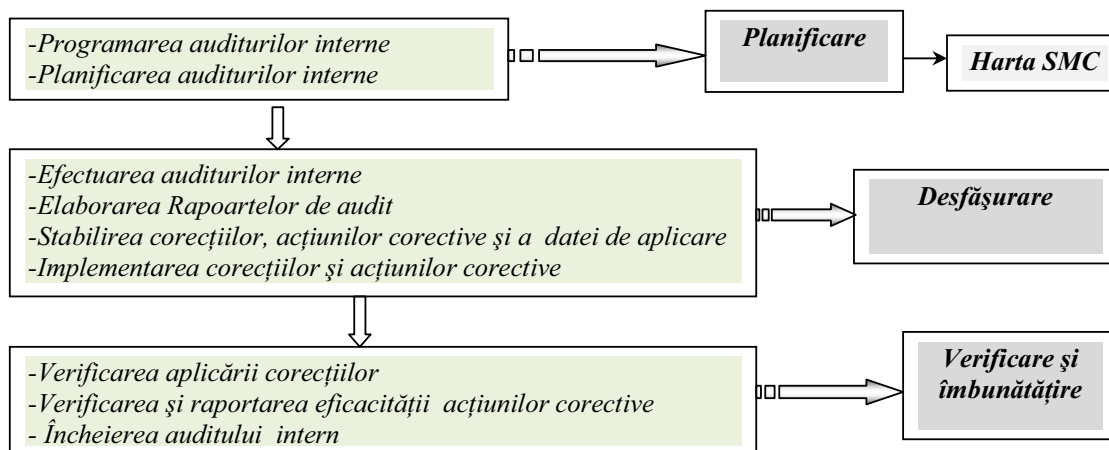 -Programarea auditurilor interne
-Planificarea auditurilor interne
Planificare
Harta SMC
-Efectuarea auditurilor interne
-Elaborarea Rapoartelor de audit
-Stabilirea corecțiilor, acțiunilor corective şi a datei de aplicare
-Implementarea corecțiilor şi acțiunilor corective
Desfăşurare
-Verificarea aplicării corecțiilor
-Verificarea şi raportarea eficacității acțiunilor corective
- Încheierea auditului intern
Verificare şi
îmbunătățire